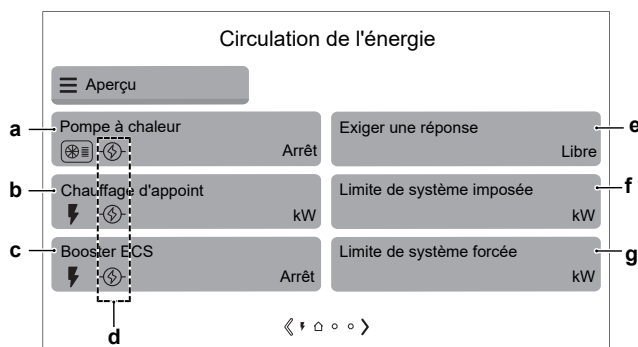 Circulation de l'énergie
Aperçu
a
Pompe à chaleur
Arrêt
Exiger une réponse
Libre
e
b
Chauffage d'appoint
kW
Limite de système imposée
kW
f
c
Booster ECS
Arrêt
Limite de système forcée
kW
g
d